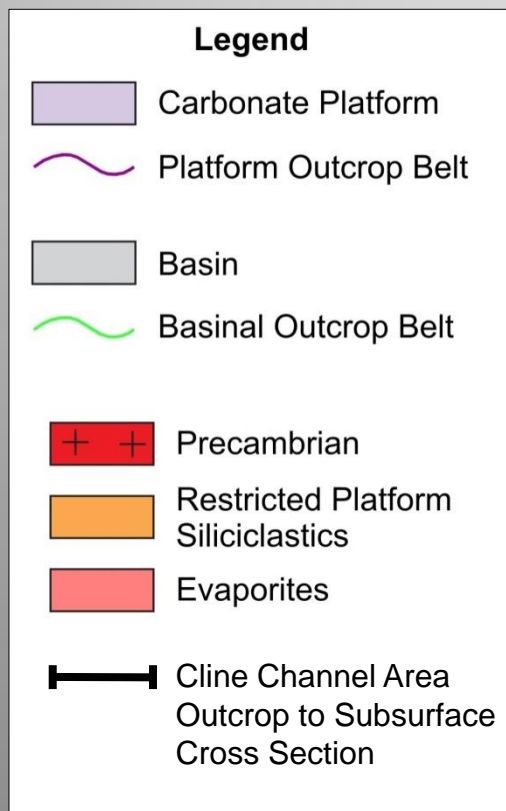 Legend
Carbonate Platform
Platform Outcrop Belt
Basin
Basinal Outcrop Belt
Precambrian
Restricted Platform
Siliciclastics
Evaporites
Cline Channel Area
Outcrop to Subsurface
Cross Section